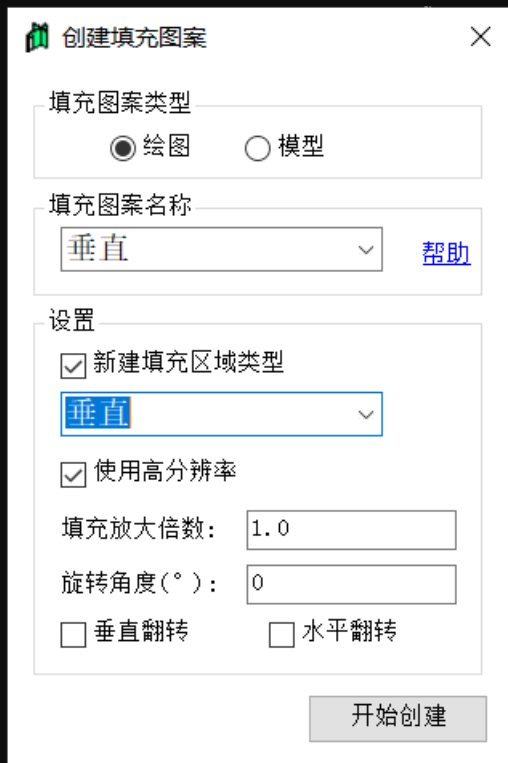 创建填充图案
填充图案类型
绘图 模型
填充图案名称
垂直 帮助
设置
新建填充区域类型
垂直
使用高分辨率
填充放大倍数: 1.0
旋转角度(°): 0
垂直翻转 水平翻转
开始创建